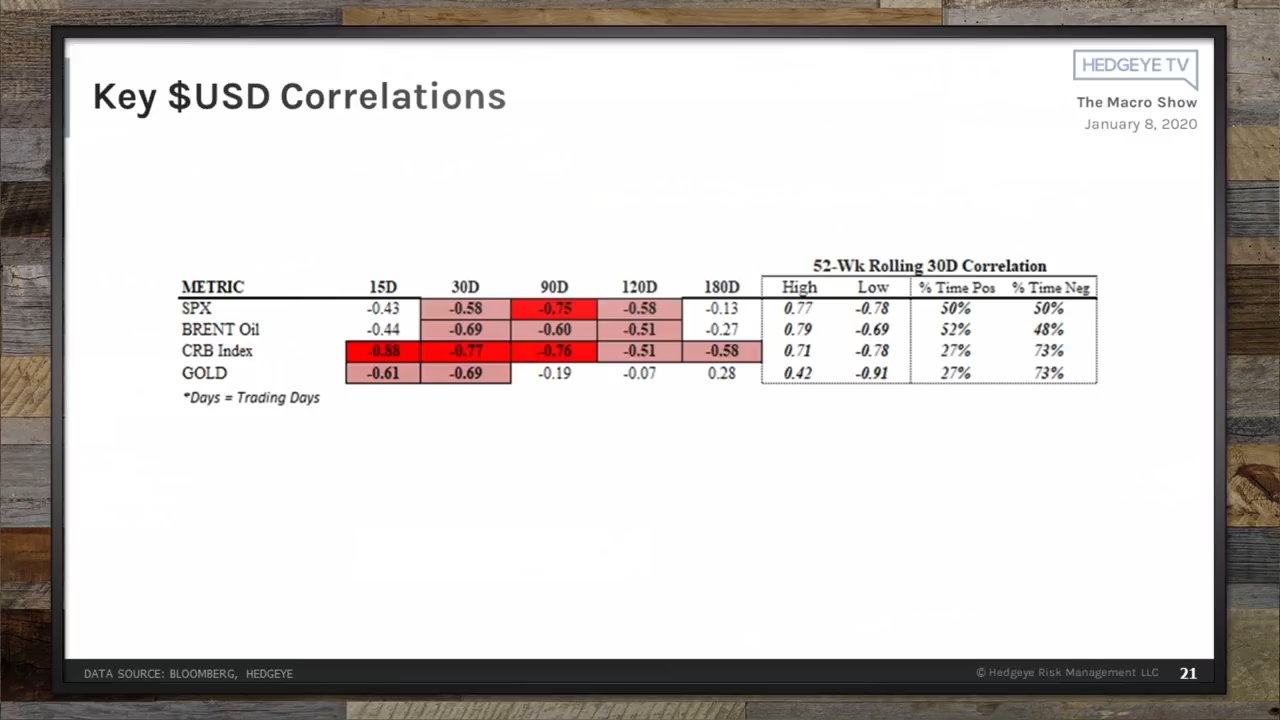 Key $USD Correlations
HEDGEYE TV
The Macro Show
January 8, 2020
52-Wk Rolling 30D Correlation
METRIC 15D 30D 90D 120D 180D High Low % Time Pos % Time Neg
SPX -0.43 -0.58 -0.75 -0.58 -0.13 0.77 -0.78 50% 50%
BRENT Oil -0.44 -0.69 -0.60 -0.51 -0.27 0.79 -0.69 52% 48%
CRB Index -0.88 -0.77 -0.76 -0.51 -0.58 0.71 -0.78 27% 73%
GOLD -0.61 -0.69 -0.19 -0.07 0.28 0.42 -0.91 27% 73%
*Days = Trading Days
DATA SOURCE: BLOOMBERG, HEDGEYE
© Hedgeye Risk Management LLC 21